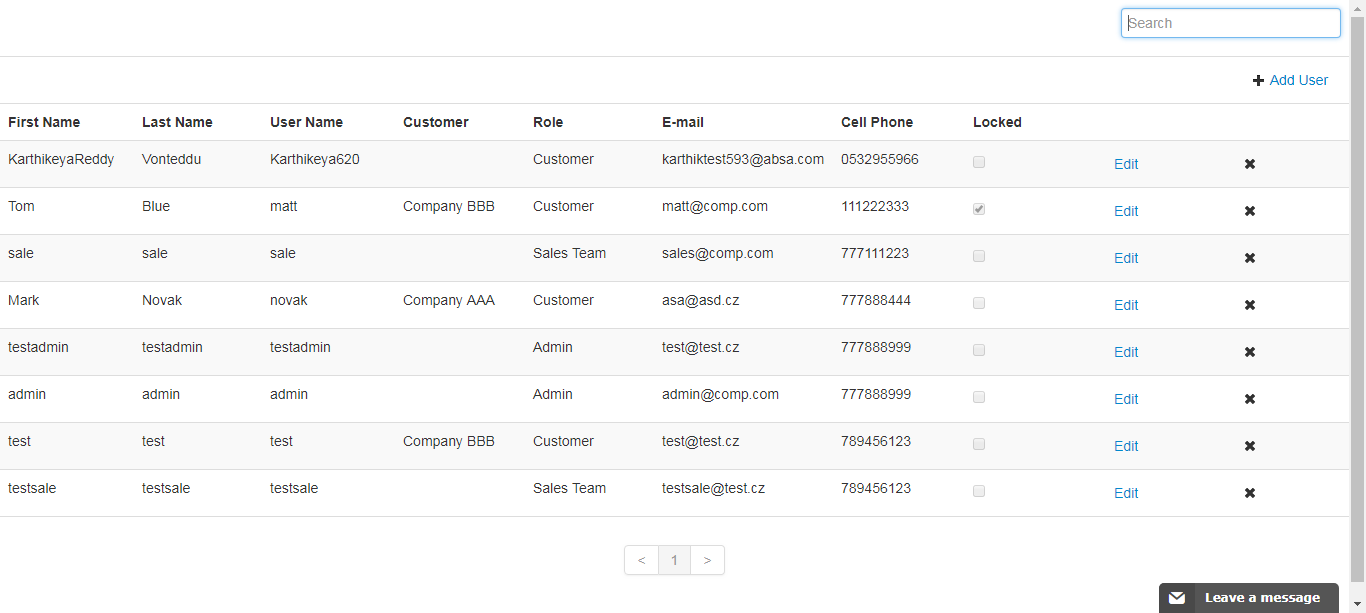 Search
Add User
First Name Last Name User Name Customer Role E-mail Cell Phone Locked
KarthikeyaReddy Vonteddu Karthikeya620 Customer karthiktest593@absa.com 0532955966 Edit
Tom Blue matt Company BBB Customer matt@comp.com 111222333 Edit
sale sale sale Sales Team sales@comp.com 777111223 Edit
Mark Novak novak Company AAA Customer asa@asd.cz 777888444 Edit
testadmin testadmin testadmin Admin test@test.cz 777888999 Edit
admin admin admin Admin admin@comp.com 777888999 Edit
test test test Company BBB Customer test@test.cz 789456123 Edit
testsale testsale testsale Sales Team testsale@test.cz 789456123 Edit
< 1 >
Leave a message